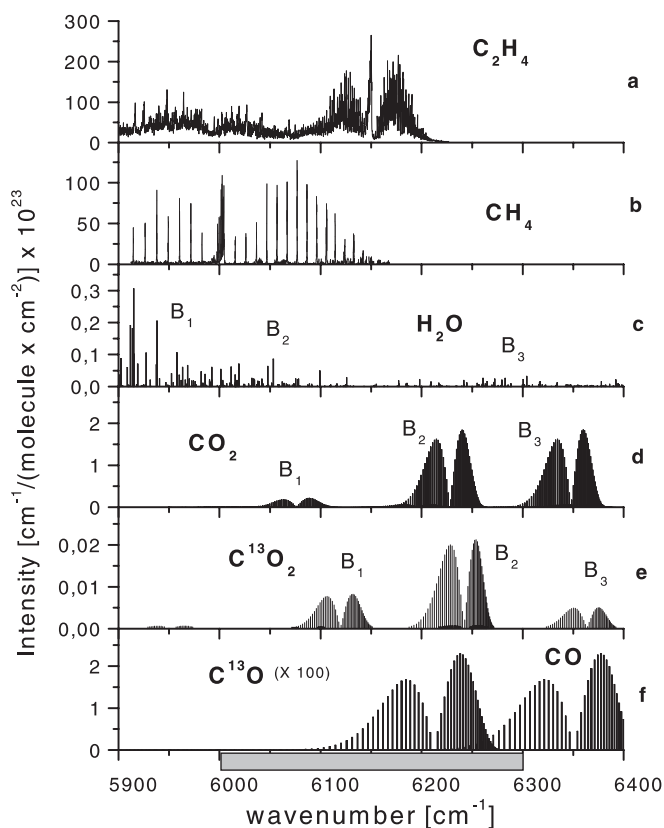 Intensity [cm⁻¹/(molecule x cm⁻²)] x 10²³
300
200
100
0
C₂H₄
a
100
50
0
CH₄
b
0,3
0,2
0,1
0,0
B₁
B₂
H₂O
B₃
c
2
1
0
CO₂
B₁
B₂
B₃
d
0,02
0,01
0,00
C¹³O₂
B₁
B₂
B₃
e
2
1
0
C¹³O (X 100)
CO
f
5900 6000 6100 6200 6300 6400
wavenumber [cm⁻¹]